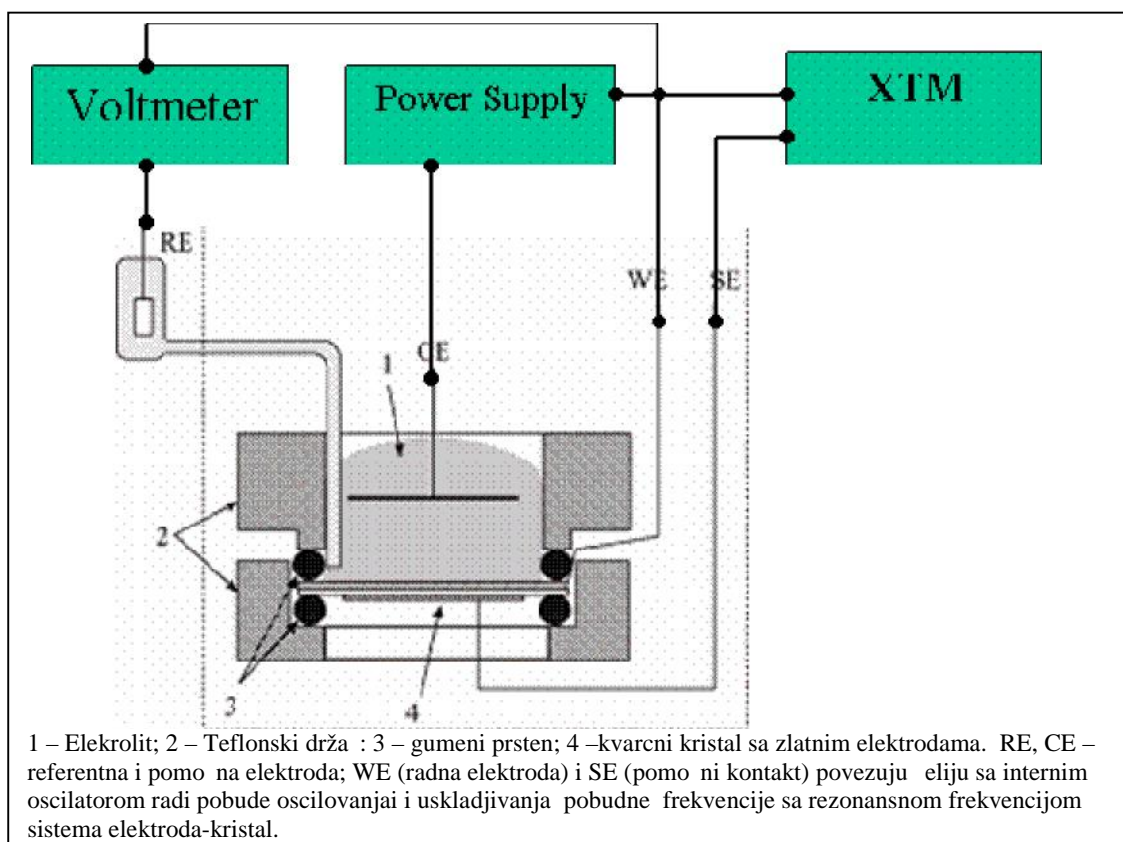 Voltmeter
Power Supply
XTM
RE
WE
SE
CE
1
2
3
4
1 – Elekrolit; 2 – Teflonski drža : 3 – gumeni prsten; 4 –kvarcni kristal sa zlatnim elektrodama. RE, CE –
referentna i pomo na elektroda; WE (radna elektroda) i SE (pomo ni kontakt) povezuju eliju sa internim
oscilatorom radi pobude oscilovanjai i uskladjivanja pobudne frekvencije sa rezonansnom frekvencijom
sistema elektroda-kristal.